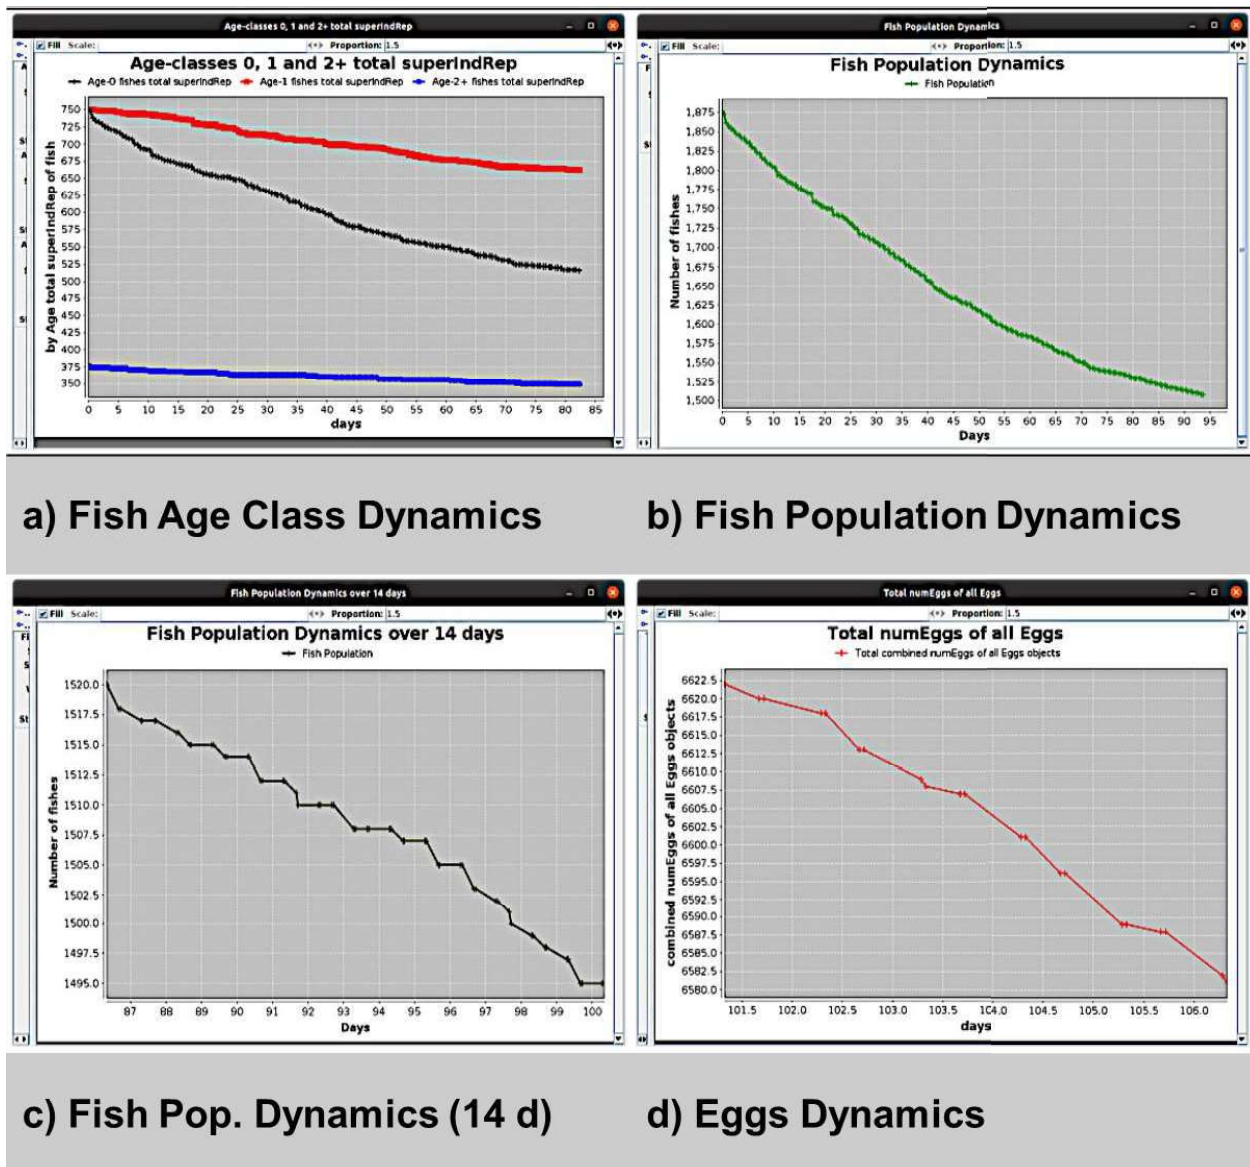 Age-classes 0, 1 and 2+ total superIndRep
Fill Scale: Proportion: 1.5
Age-classes 0, 1 and 2+ total superIndRep
Age-0 fishes total superIndRep Age-1 fishes total superIndRep Age-2+ fishes total superIndRep
by Age total superIndRep of fish
750
725
700
675
650
625
600
575
550
525
500
475
450
425
400
375
350
0 5 10 15 20 25 30 35 40 45 50 55 60 65 70 75 80 85
days
Fish Population Dynamics
Fill Scale: Proportion: 1.5
Fish Population Dynamics
Fish Population
Number of fishes
1,875
1,850
1,825
1,800
1,775
1,750
1,725
1,700
1,675
1,650
1,625
1,600
1,575
1,550
1,525
1,500
0 5 10 15 20 25 30 35 40 45 50 55 60 65 70 75 80 85 90 95
Days
a) Fish Age Class Dynamics
b) Fish Population Dynamics
Fish Population Dynamics over 14 days
Fill Scale: Proportion: 1.5
Fish Population Dynamics over 14 days
Fish Population
Number of fishes
1520.0
1517.5
1515.0
1512.5
1510.0
1507.5
1505.0
1502.5
1500.0
1497.5
1495.0
87 88 89 90 91 92 93 94 95 96 97 98 99 100
Days
Total numEggs of all Eggs
Fill Scale: Proportion: 1.5
Total numEggs of all Eggs
Total combined numEggs of all Eggs objects
combined numEggs of all Eggs objects
6622.5
6620.0
6617.5
6615.0
6612.5
6610.0
6607.5
6605.0
6602.5
6600.0
6597.5
6595.0
6592.5
6590.0
6587.5
6585.0
6582.5
6580.0
101.5 102.0 102.5 103.0 103.5 104.0 104.5 105.0 105.5 106.0
days
c) Fish Pop. Dynamics (14 d)
d) Eggs Dynamics